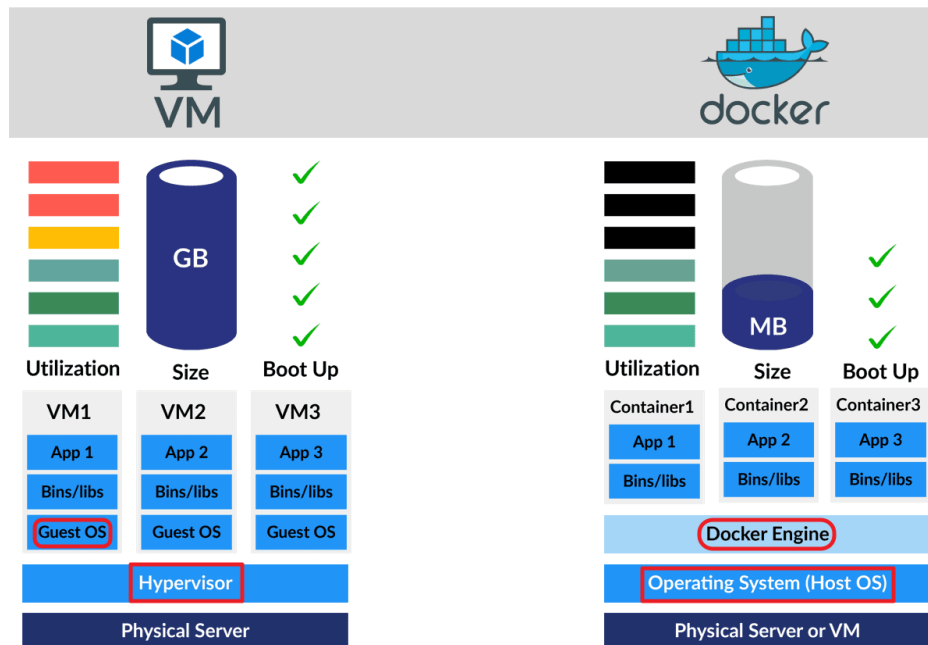 VM
docker
GB
MB
Utilization
Size
Boot Up
Utilization
Size
Boot Up
VM1
VM2
VM3
App 1
App 2
App 3
Bins/libs
Bins/libs
Bins/libs
Guest OS
Guest OS
Guest OS
Hypervisor
Physical Server
Container1
Container2
Container3
App 1
App 2
App 3
Bins/libs
Bins/libs
Bins/libs
Docker Engine
Operating System (Host OS)
Physical Server or VM